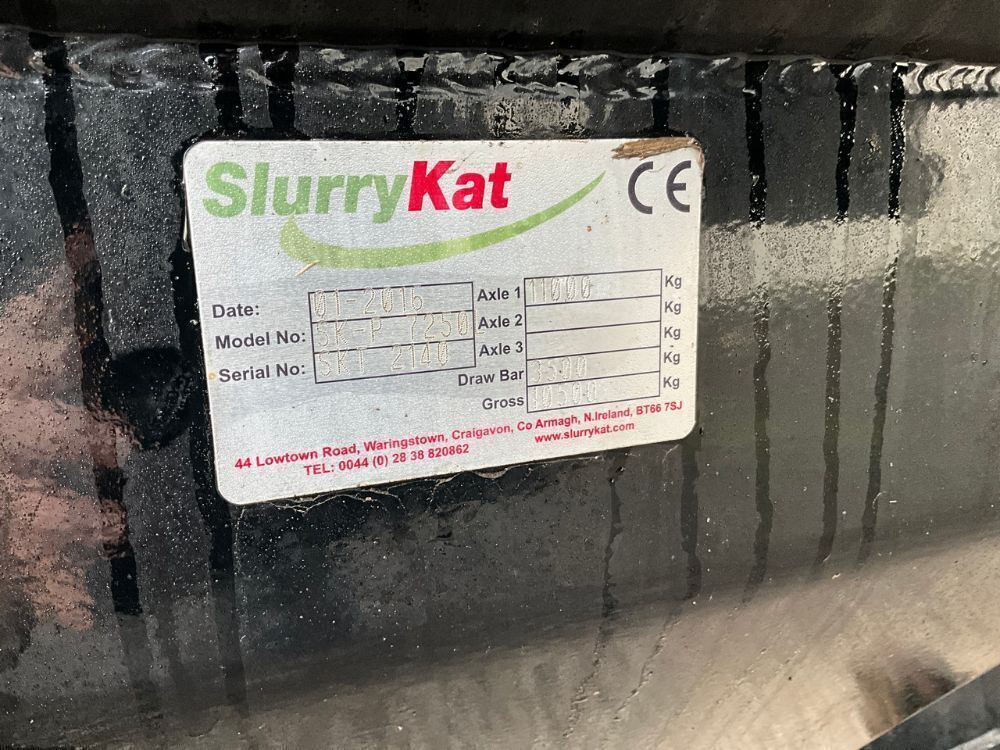 SlurryKat CE
Date: 01-2016
Model No: SK-P 7250L
Serial No: SKT 2140
Axle 1 11000 Kg
Axle 2 Kg
Axle 3 Kg
Draw Bar 3500 Kg
Gross 10500 Kg
44 Lowtown Road, Waringstown, Craigavon, Co Armagh, N.Ireland, BT66 7SJ
TEL: 0044 (0) 28 38 820862 www.slurrykat.com